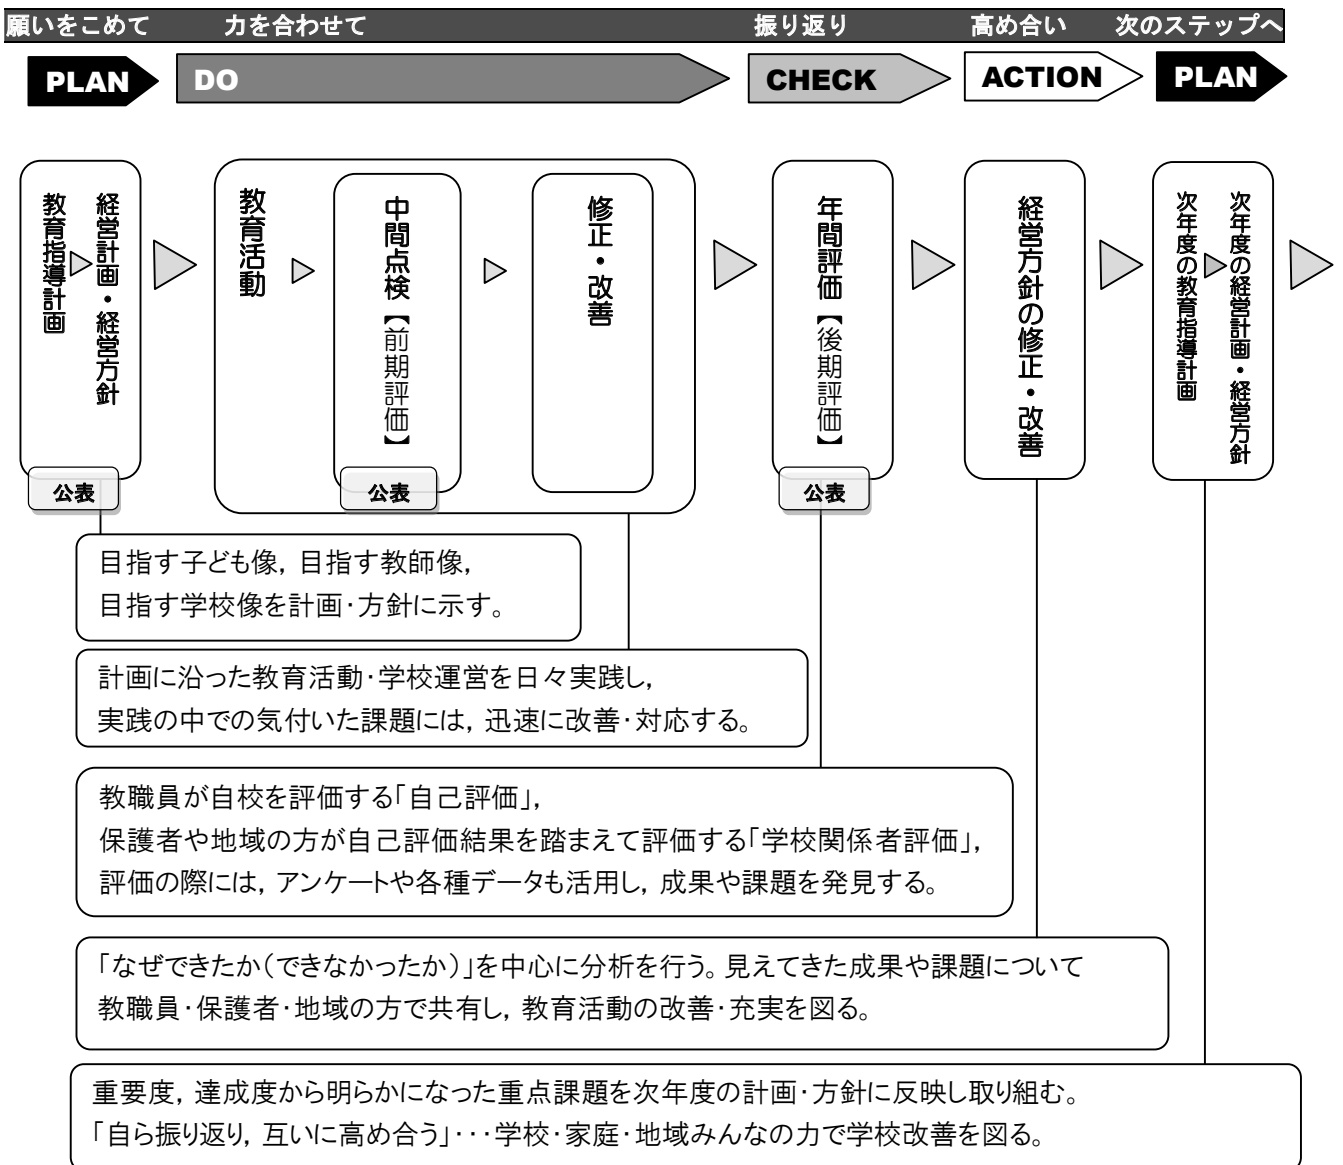 願いをこめて 力を合わせて 振り返り 高め合い 次のステップへ
PLAN DO CHECK ACTION PLAN
経営計画・経営方針
教育指導計画
公表
教育活動
中間点検【前期評価】
公表
修正・改善
年間評価【後期評価】
公表
経営方針の修正・改善
次年度の経営計画・経営方針
次年度の教育指導計画
目指す子ども像，目指す教師像，
目指す学校像を計画・方針に示す。
計画に沿った教育活動・学校運営を日々実践し，
実践の中での気付いた課題には，迅速に改善・対応する。
教職員が自校を評価する「自己評価」，
保護者や地域の方が自己評価結果を踏まえて評価する「学校関係者評価」，
評価の際には，アンケートや各種データも活用し，成果や課題を発見する。
「なぜできたか（できなかったか）」を中心に分析を行う。見えてきた成果や課題について
教職員・保護者・地域の方で共有し，教育活動の改善・充実を図る。
重要度，達成度から明らかになった重点課題を次年度の計画・方針に反映し取り組む。
「自ら振り返り，互いに高め合う」・・・学校・家庭・地域みんなの力で学校改善を図る。